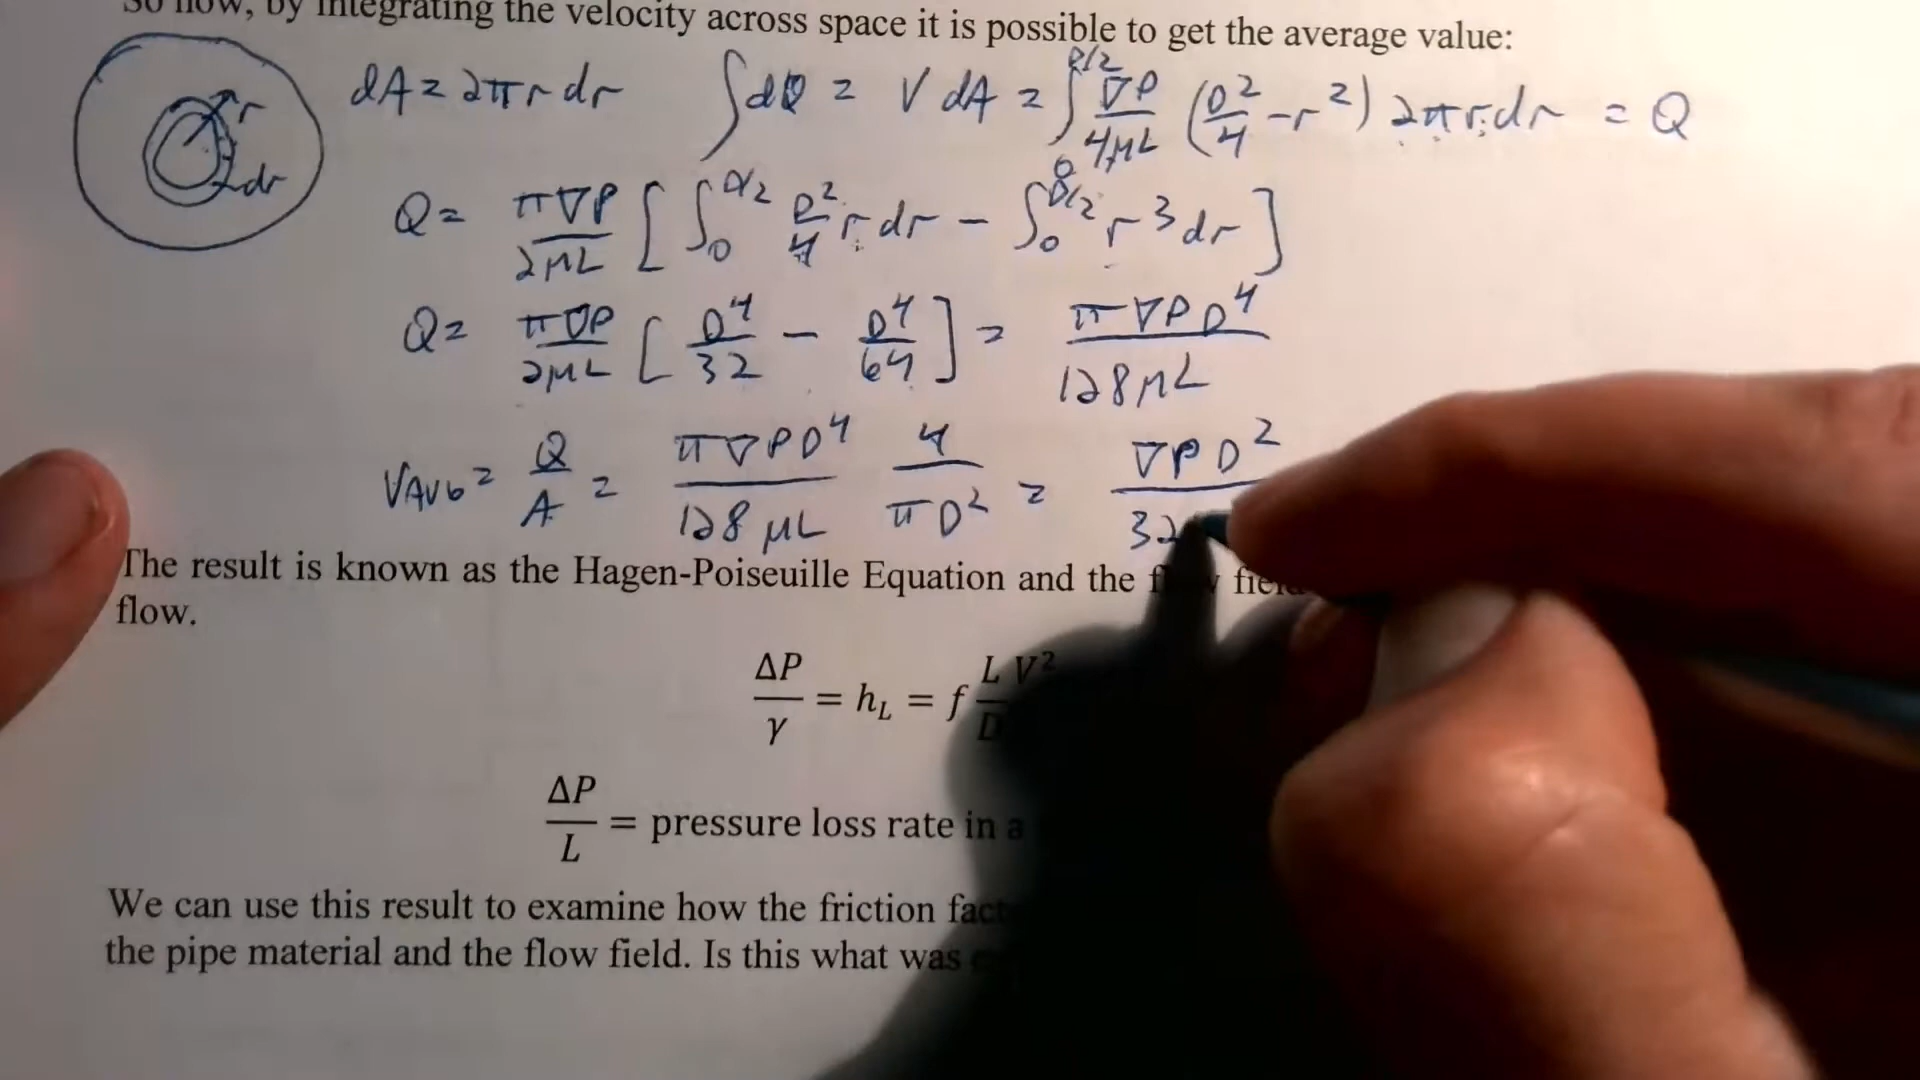 So now, by integrating the velocity across space it is possible to get the average value:
r
dr
dA = 2πr dr ∫dQ = V dA = ∫₀^{D/2} ∇P/4μL (D²/4 - r²) 2πr dr = Q
Q = π∇P/2μL [∫₀^{D/2} D²/4 r dr - ∫₀^{D/2} r³ dr]
Q = π∇P/2μL [D⁴/32 - D⁴/64] = π∇PD⁴/128μL
VAVG = Q/A = π∇PD⁴/128μL 4/πD² = ∇PD²/32
The result is known as the Hagen-Poiseuille Equation and the
flow.
ΔP/γ = h_L = f L V²/D
ΔP/L = pressure loss rate in a
We can use this result to examine how the friction
the pipe material and the flow field. Is this what was